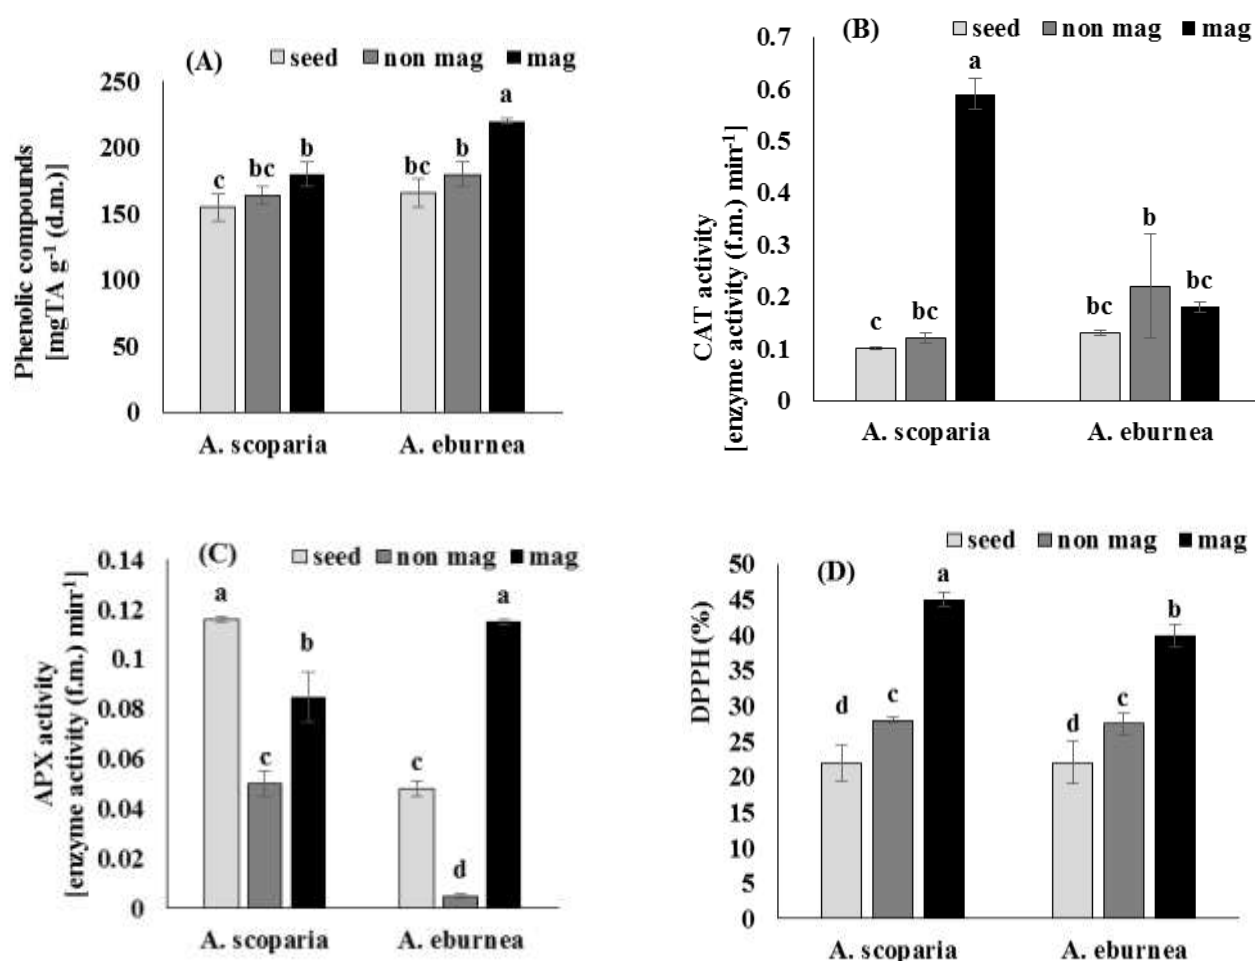 (A)
seed non mag mag
Phenolic compounds
[mgTA g-1 (d.m.)]
250
200
150
100
50
0
c bc b
bc b a
A. scoparia A. eburnea
(B)
seed non mag mag
CAT activity
[enzyme activity (f.m.) min-1]
0.7
0.6
0.5
0.4
0.3
0.2
0.1
0
c bc a
bc b bc
A. scoparia A. eburnea
(C)
seed non mag mag
APX activity
[enzyme activity (f.m.) min-1]
0.14
0.12
0.1
0.08
0.06
0.04
0.02
0
a c b
c d a
A. scoparia A. eburnea
(D)
seed non mag mag
DPPH (%)
50
45
40
35
30
25
20
15
10
5
0
d c a
d c b
A. scoparia A. eburnea